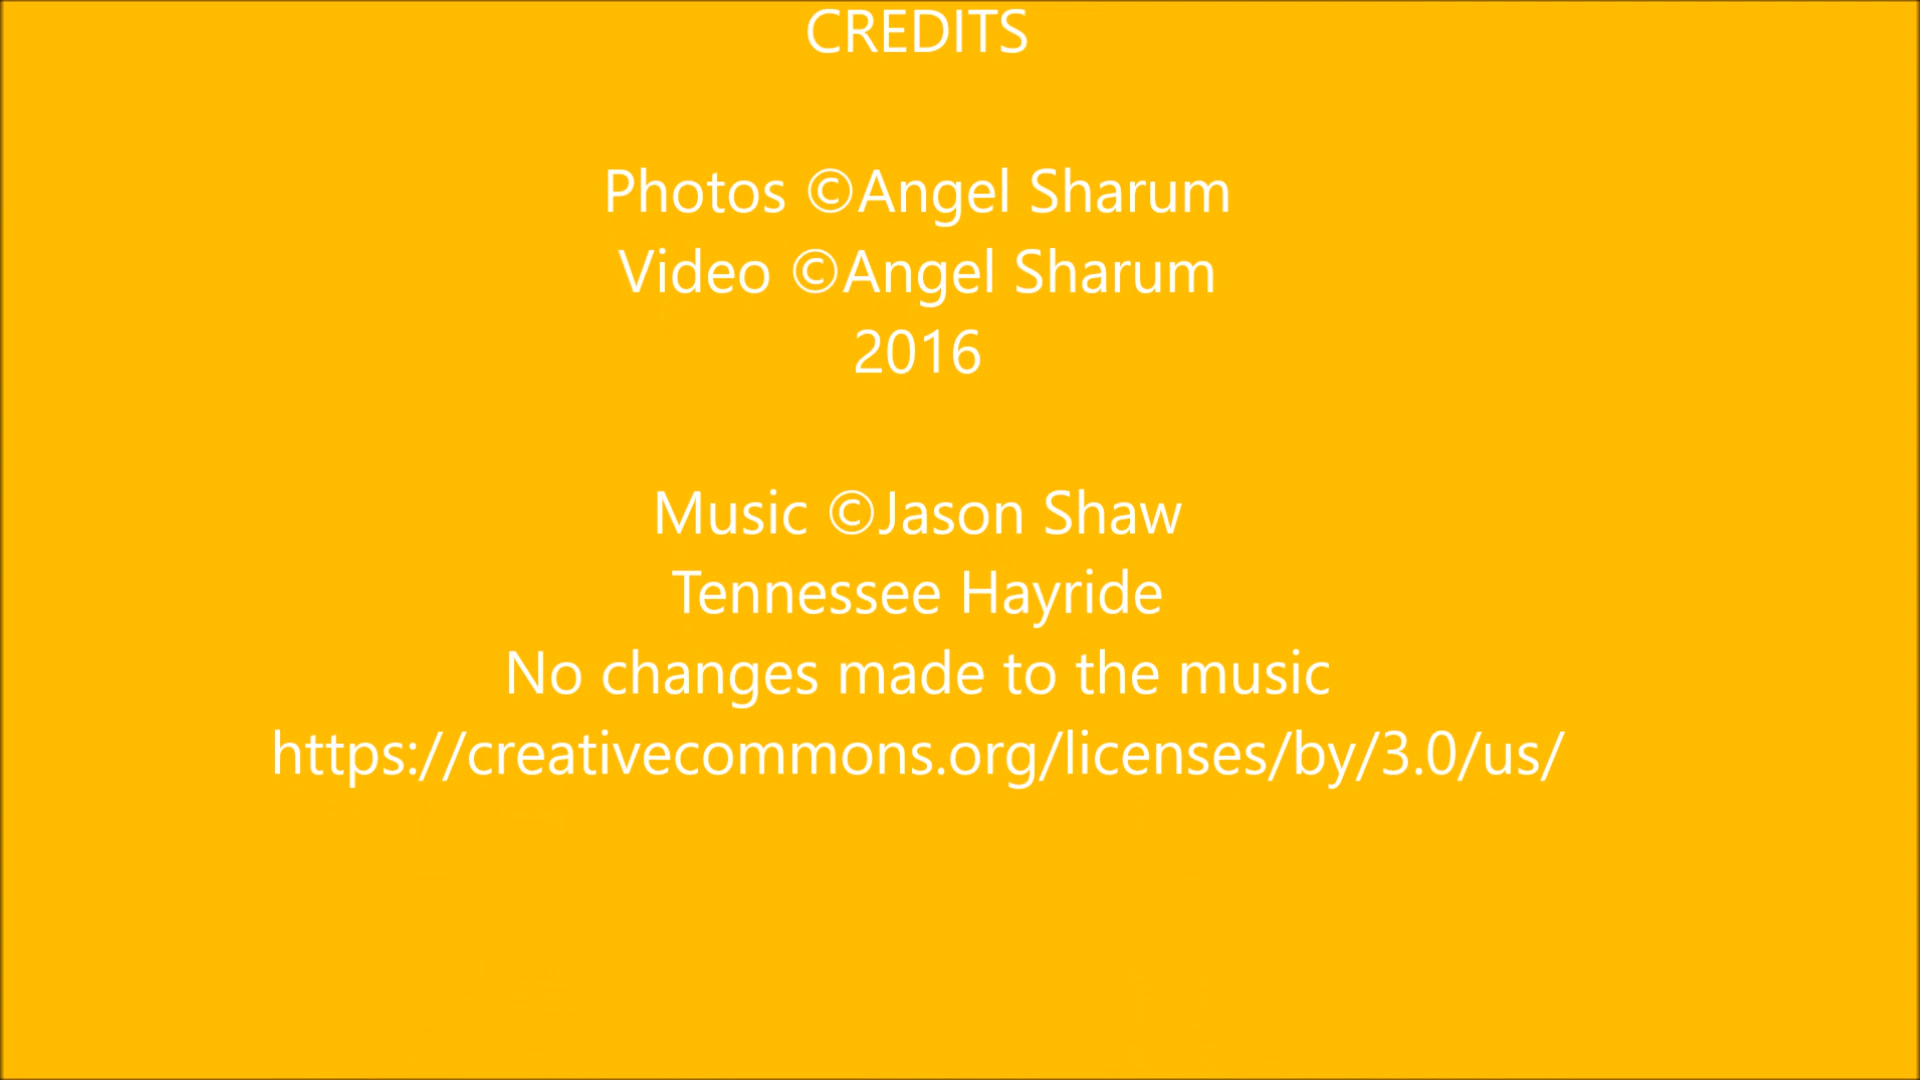 CREDITS
Photos ©Angel Sharum
Video ©Angel Sharum
2016
Music ©Jason Shaw
Tennessee Hayride
No changes made to the music
https://creativecommons.org/licenses/by/3.0/us/